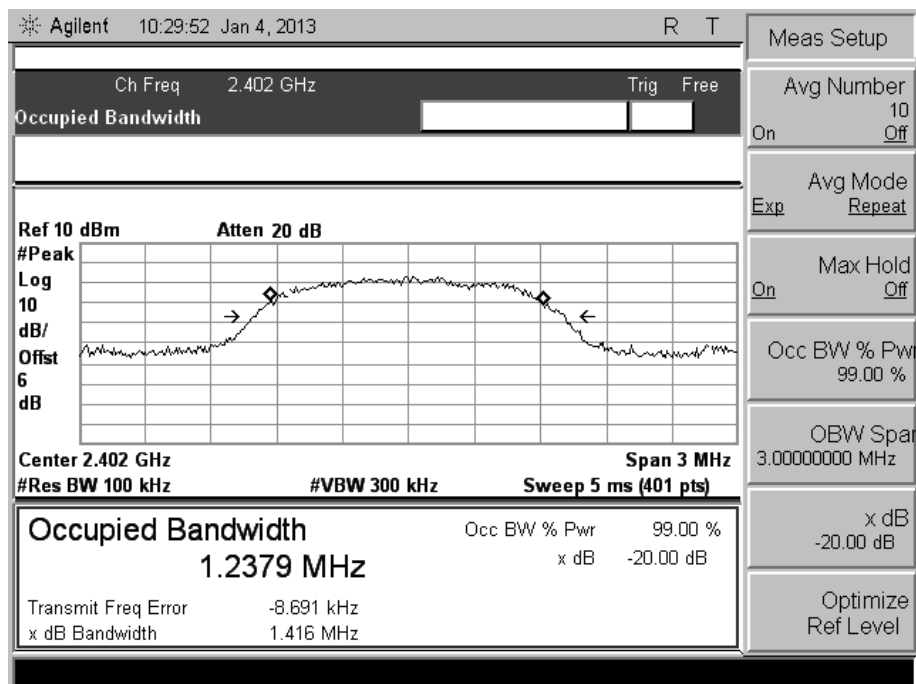 Agilent 10:29:52 Jan 4, 2013 R T
Ch Freq 2.402 GHz Trig Free
Occupied Bandwidth
Ref 10 dBm Atten 20 dB
#Peak
Log
10
dB/
Offst
6
dB
Center 2.402 GHz Span 3 MHz
#Res BW 100 kHz #VBW 300 kHz Sweep 5 ms (401 pts)
Occupied Bandwidth
1.2379 MHz
Occ BW % Pwr 99.00 %
x dB -20.00 dB
Transmit Freq Error -8.691 kHz
x dB Bandwidth 1.416 MHz
Meas Setup
Avg Number
10
On Off
Avg Mode
Exp Repeat
Max Hold
On Off
Occ BW % Pwr
99.00 %
OBW Span
3.00000000 MHz
x dB
-20.00 dB
Optimize
Ref Level